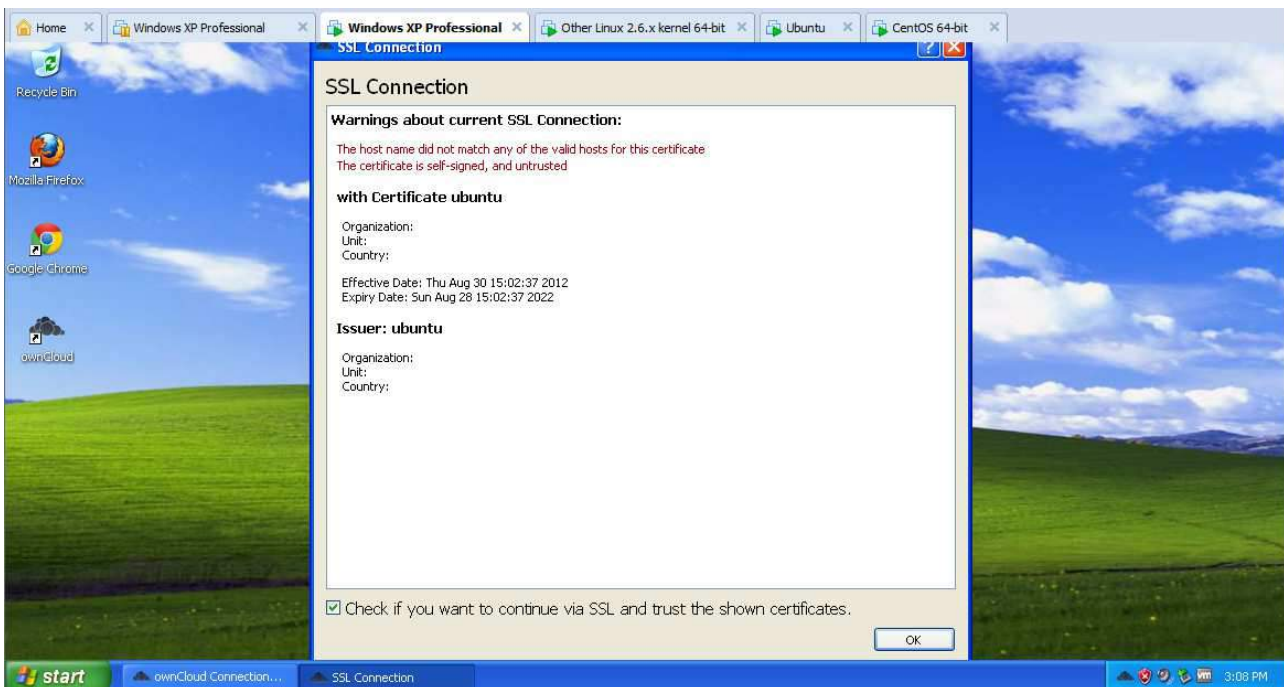 Home
Windows XP Professional
Windows XP Professional
Other Linux 2.6.x kernel 64-bit
Ubuntu
CentOS 64-bit
Recycle Bin
Mozilla Firefox
Google Chrome
ownCloud
SSL Connection
SSL Connection
Warnings about current SSL Connection:
The host name did not match any of the valid hosts for this certificate
The certificate is self-signed, and untrusted
with Certificate ubuntu
Organization:
Unit:
Country:
Effective Date: Thu Aug 30 15:02:37 2012
Expiry Date: Sun Aug 28 15:02:37 2022
Issuer: ubuntu
Organization:
Unit:
Country:
Check if you want to continue via SSL and trust the shown certificates.
OK
start
ownCloud Connection...
SSL Connection
vm
3:08 PM